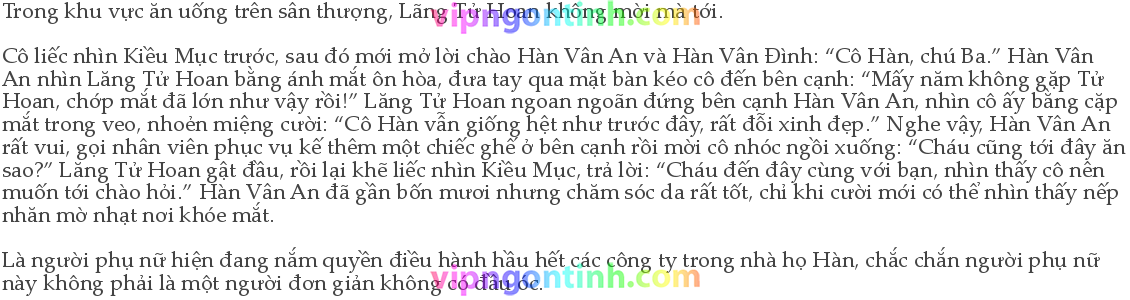 Trong khu vực ăn uống trên sân thượng, Lãng Tử Hoan không mời mà tới.
vipngontinh.com
Cô liếc nhìn Kiều Mục trước, sau đó mới mở lời chào Hàn Vân An và Hàn Vân Đình: “Cô Hàn, chú Ba.” Hàn Vân
An nhìn Lăng Tử Hoan bằng ánh mắt ôn hòa, đưa tay qua mặt bàn kéo cô đến bên cạnh: “Mấy năm không gặp Tử
Hoan, chớp mắt đã lớn như vậy rồi!” Lăng Tử Hoan ngoan ngoãn đứng bên cạnh Hàn Vân An, nhìn cô ấy bằng cặp
mắt trong veo, nhoẻn miệng cười: “Cô Hàn vẫn giống hệt như trước đây, rất đỗi xinh đẹp.” Nghe vậy, Hàn Vân An
rất vui, gọi nhân viên phục vụ kế thêm một chiếc ghế ở bên cạnh rồi mời cô nhóc ngồi xuống: “Cháu cũng tới đây ăn
sao?” Lăng Tử Hoan gật đầu, rồi lại khẽ liếc nhìn Kiều Mục, trả lời: “Cháu đến đây cùng với bạn, nhìn thấy cô nên
muốn tới chào hỏi.” Hàn Vân An đã gần bốn mươi nhưng chăm sóc da rất tốt, chỉ khi cười mới có thể nhìn thấy nếp
nhăn mờ nhạt nơi khóe mắt.
Là người phụ nữ hiện đang nắm quyền điều hành hầu hết các công ty trong nhà họ Hàn, chắc chắn người phụ nữ
này không phải là một người đơn giản không có đầu óc.
vipngontinh.com